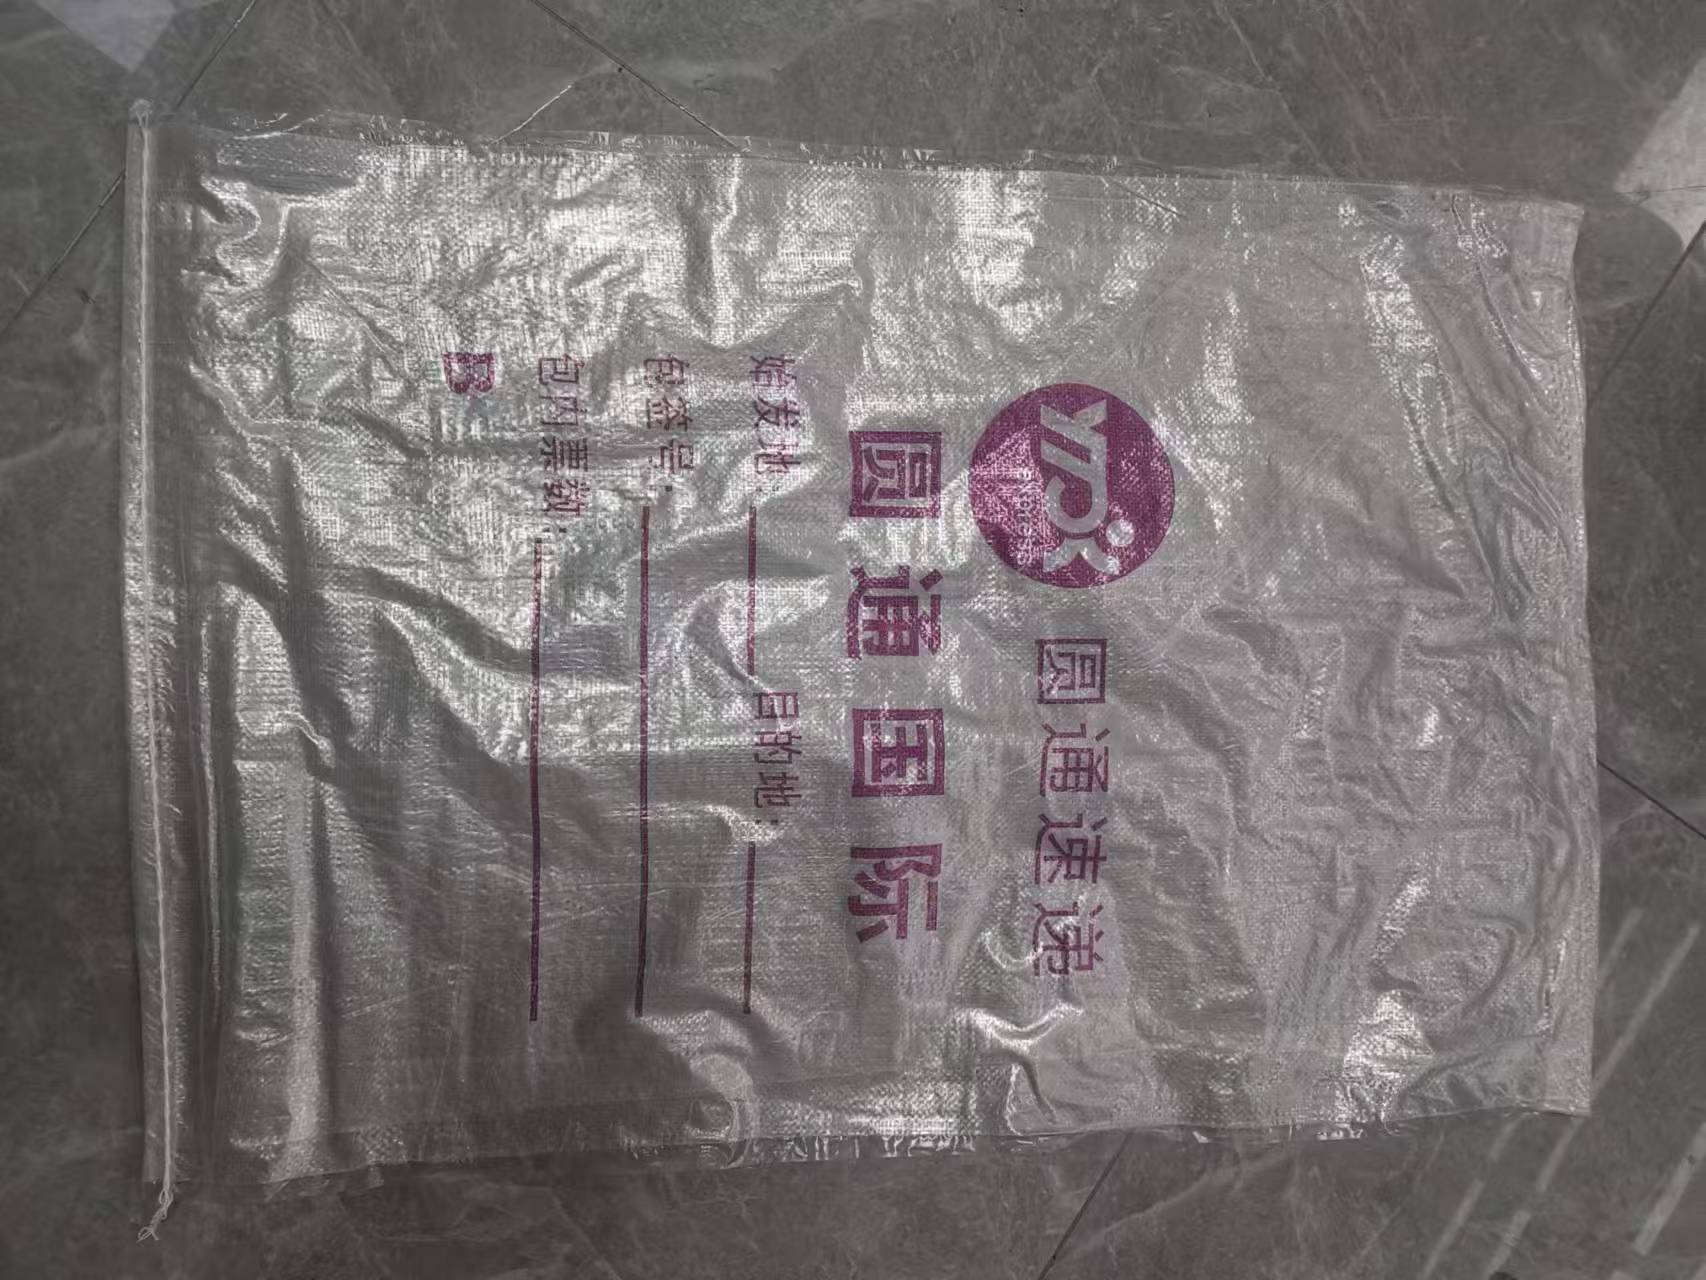 圆通速递
圆通国际
始发地：目的地：
包签号：
包内票数：
B